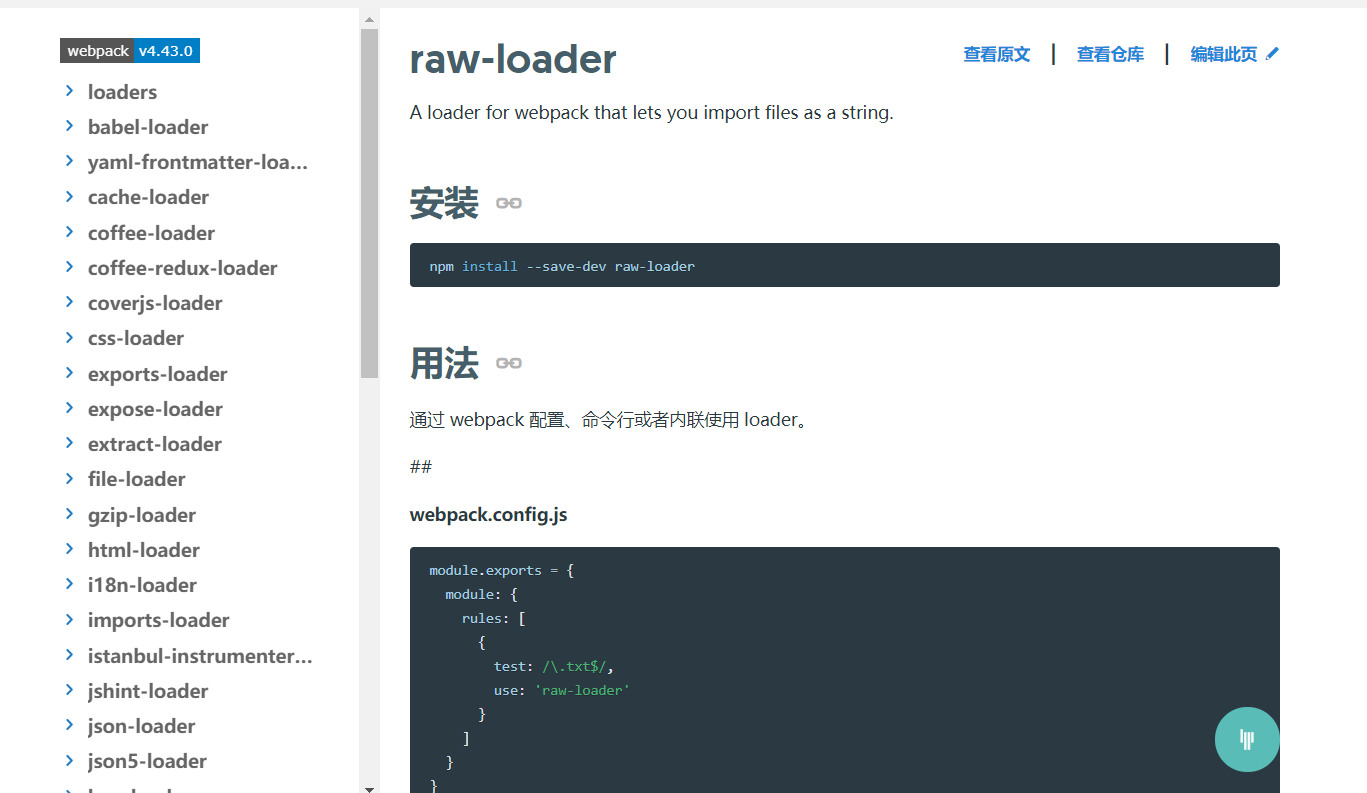 webpack v4.43.0
loaders
babel-loader
yaml-frontmatter-loa...
cache-loader
coffee-loader
coffee-redux-loader
coverjs-loader
css-loader
exports-loader
expose-loader
extract-loader
file-loader
gzip-loader
html-loader
i18n-loader
imports-loader
istanbul-instrumenter...
jshint-loader
json-loader
json5-loader
raw-loader
查看原文 | 查看仓库 | 编辑此页
A loader for webpack that lets you import files as a string.
安装
npm install --save-dev raw-loader
用法
通过 webpack 配置、命令行或者内联使用 loader。
##
webpack.config.js
module.exports = {
  module: {
    rules: [
      {
        test: /\.txt$/,
        use: 'raw-loader'
      }
    ]
  }
}